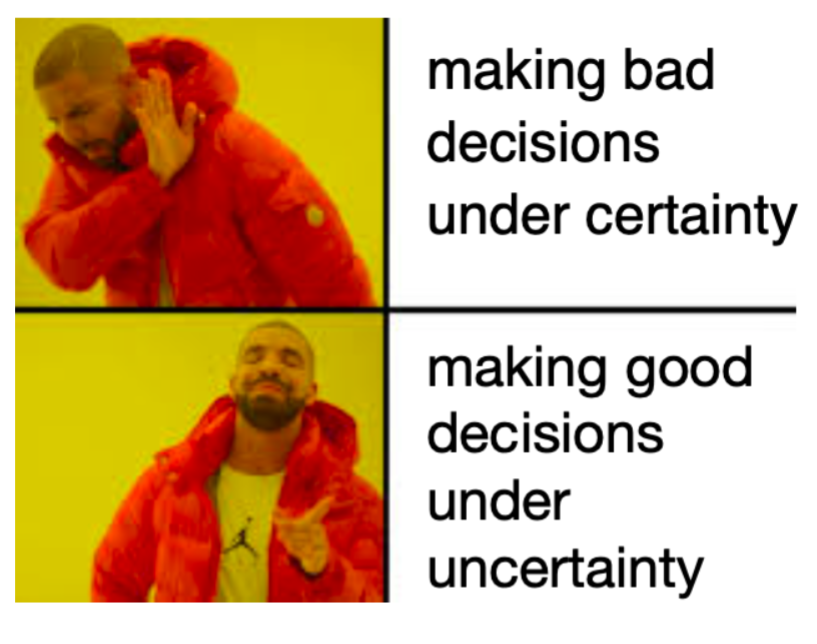 making bad
decisions
under certainty
making good
decisions
under
uncertainty